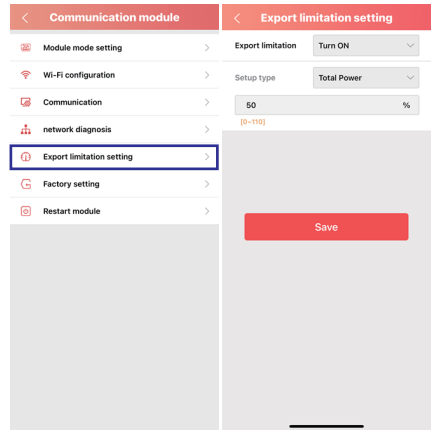 Communication module
Module mode setting
Wi-Fi configuration
Communication
network diagnosis
Export limitation setting
Factory setting
Restart module
Export limitation setting
Export limitation Turn ON
Setup type Total Power
50 %
[0~110]
Save